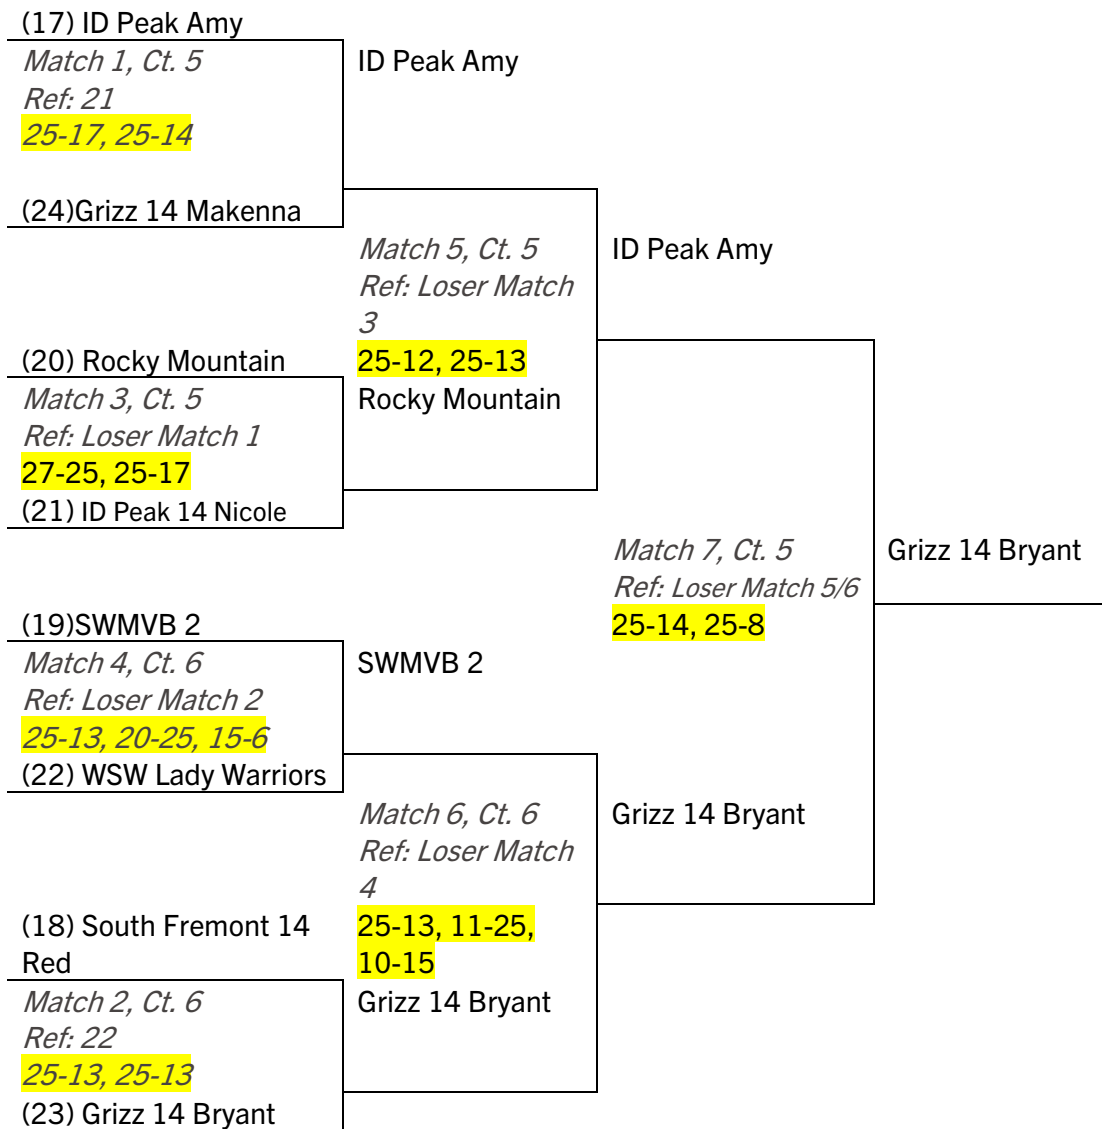 (17) ID Peak Amy
Match 1, Ct. 5
Ref: 21
25-17, 25-14
(24)Grizz 14 Makenna
(20) Rocky Mountain
Match 3, Ct. 5
Ref: Loser Match 1
27-25, 25-17
(21) ID Peak 14 Nicole
(19)SWMVB 2
Match 4, Ct. 6
Ref: Loser Match 2
25-13, 20-25, 15-6
(22) WSW Lady Warriors
(18) South Fremont 14
Red
Match 2, Ct. 6
Ref: 22
25-13, 25-13
(23) Grizz 14 Bryant
ID Peak Amy
Match 5, Ct. 5
Ref: Loser Match
3
25-12, 25-13
Rocky Mountain
SWMVB 2
Match 6, Ct. 6
Ref: Loser Match
4
25-13, 11-25,
10-15
Grizz 14 Bryant
ID Peak Amy
Match 7, Ct. 5
Ref: Loser Match 5/6
25-14, 25-8
Grizz 14 Bryant
Grizz 14 Bryant